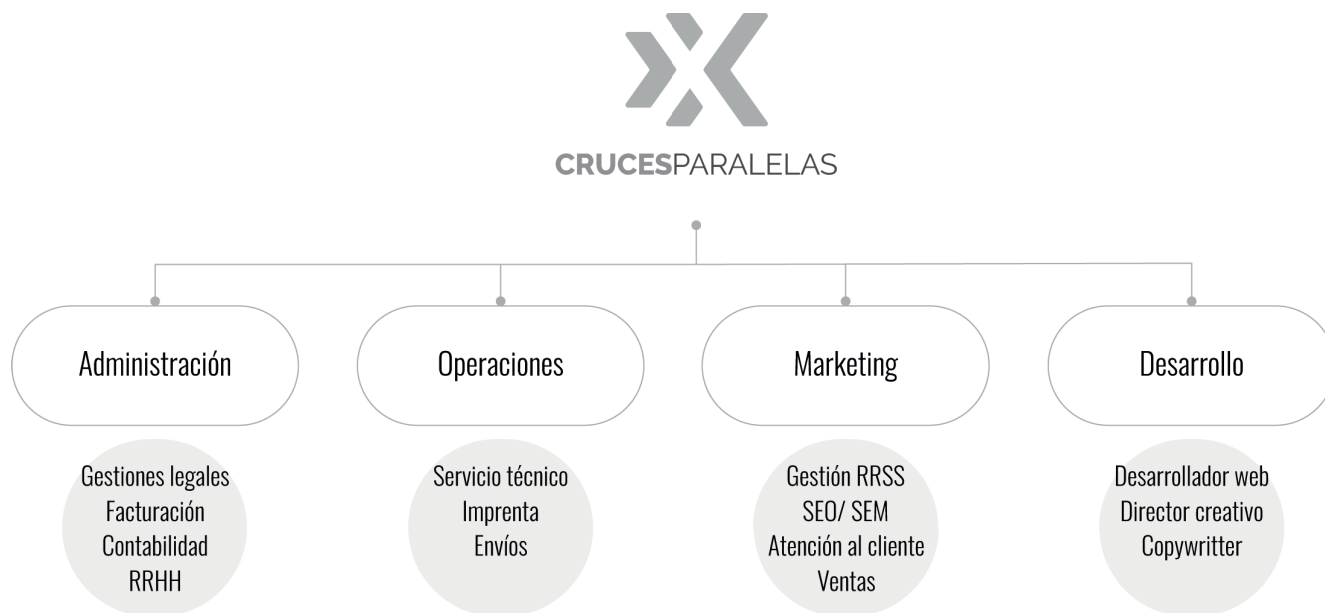 CRUCESPARALELAS
Administración
Gestiones legales
Facturación
Contabilidad
RRHH
Operaciones
Servicio técnico
Imprenta
Envíos
Marketing
Gestión RRSS
SEO/ SEM
Atención al cliente
Ventas
Desarrollo
Desarrollador web
Director creativo
Copywritter